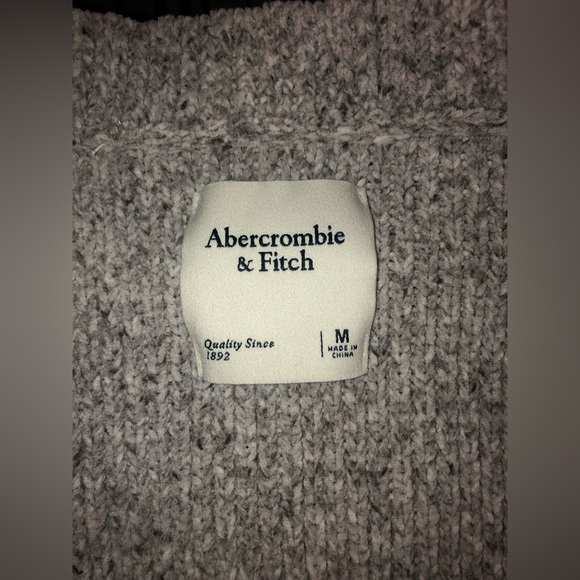 Abercrombie
& Fitch
Quality Since
1892
M
MADE IN
CHINA